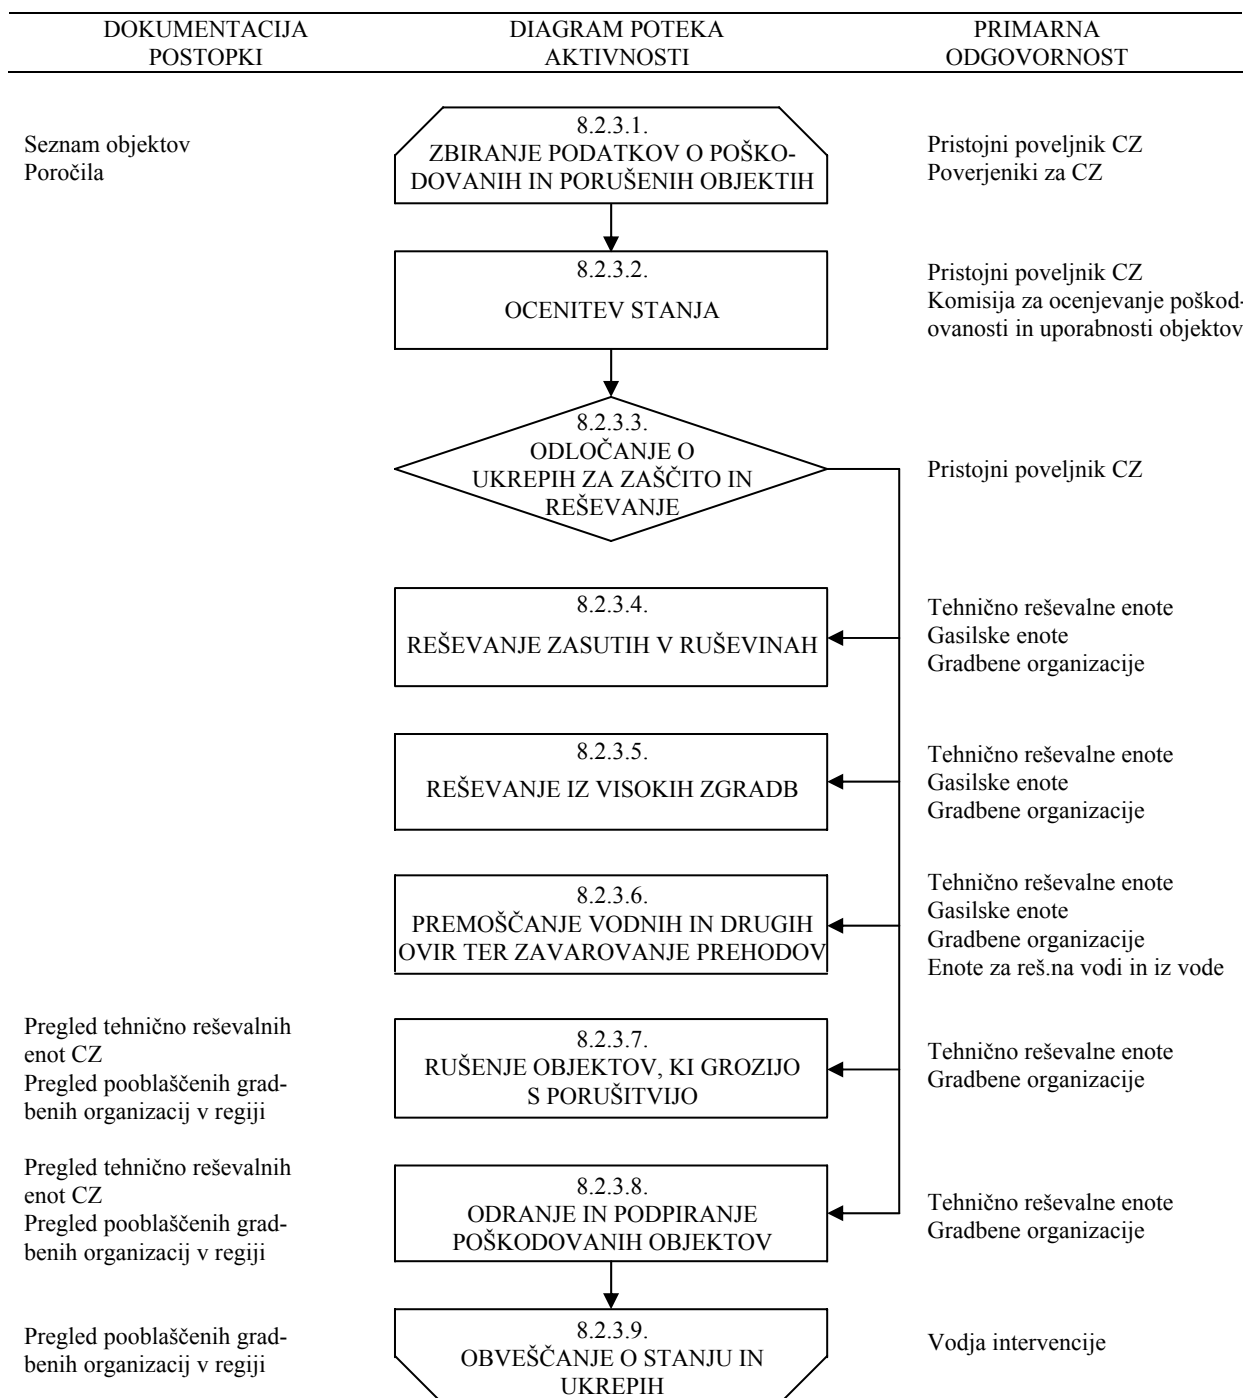 DOKUMENTACIJA
POSTOPKI
DIAGRAM POTEKA
AKTIVNOSTI
PRIMARNA
ODGOVORNOST
Seznam objektov
Poročila
8.2.3.1.
ZBIRANJE PODATKOV O POŠKO-
DOVANIH IN PORUŠENIH OBJEKTIH
Pristojni poveljnik CZ
Poverjeniki za CZ
8.2.3.2.
OCENITEV STANJA
Pristojni poveljnik CZ
Komisija za ocenjevanje poškod-
ovanosti in uporabnosti objektov
8.2.3.3.
ODLOČANJE O
UKREPIH ZA ZAŠČITO IN
REŠEVANJE
Pristojni poveljnik CZ
8.2.3.4.
REŠEVANJE ZASUTIH V RUŠEVINAH
Tehnično reševalne enote
Gasilske enote
Gradbene organizacije
8.2.3.5.
REŠEVANJE IZ VISOKIH ZGRADB
Tehnično reševalne enote
Gasilske enote
Gradbene organizacije
8.2.3.6.
PREMOŠČANJE VODNIH IN DRUGIH
OVIR TER ZAVAROVANJE PREHODOV
Tehnično reševalne enote
Gasilske enote
Gradbene organizacije
Enote za reš.na vodi in iz vode
Pregled tehnično reševalnih
enot CZ
Pregled pooblaščenih grad-
benih organizacij v regiji
8.2.3.7.
RUŠENJE OBJEKTOV, KI GROZIJO
S PORUŠITVIJO
Tehnično reševalne enote
Gradbene organizacije
Pregled tehnično reševalnih
enot CZ
Pregled pooblaščenih grad-
benih organizacij v regiji
8.2.3.8.
ODRANJE IN PODPIRANJE
POŠKODOVANIH OBJEKTOV
Tehnično reševalne enote
Gradbene organizacije
Pregled pooblaščenih grad-
benih organizacij v regiji
8.2.3.9.
OBVEŠČANJE O STANJU IN
UKREPIH
Vodja intervencije